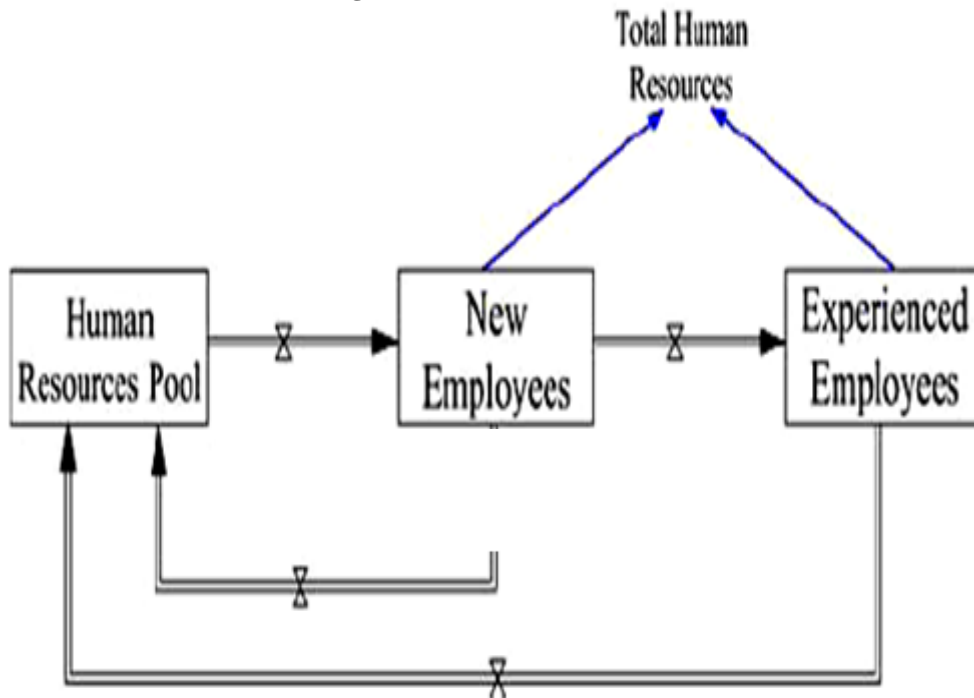 Total Human
Resources
Human
Resources Pool
New
Employees
Experienced
Employees